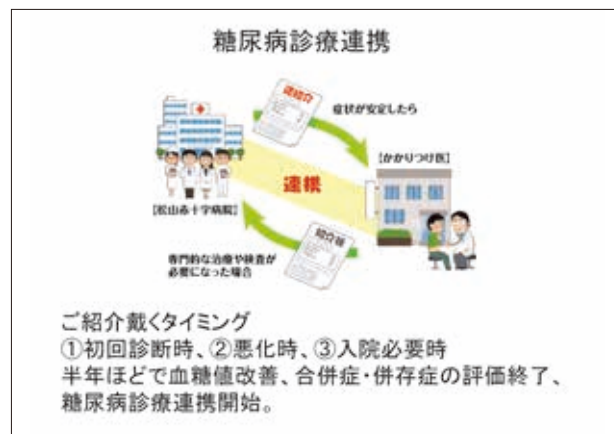 糖尿病診療連携
逆紹介
症状が安定したら
【かかりつけ医】
連携
【松山赤十字病院】
紹介状
専門的な治療や検査が
必要になった場合
ご紹介戴くタイミング
①初回診断時、②悪化時、③入院必要時
半年ほどで血糖値改善、合併症・併存症の評価終了、
糖尿病診療連携開始。